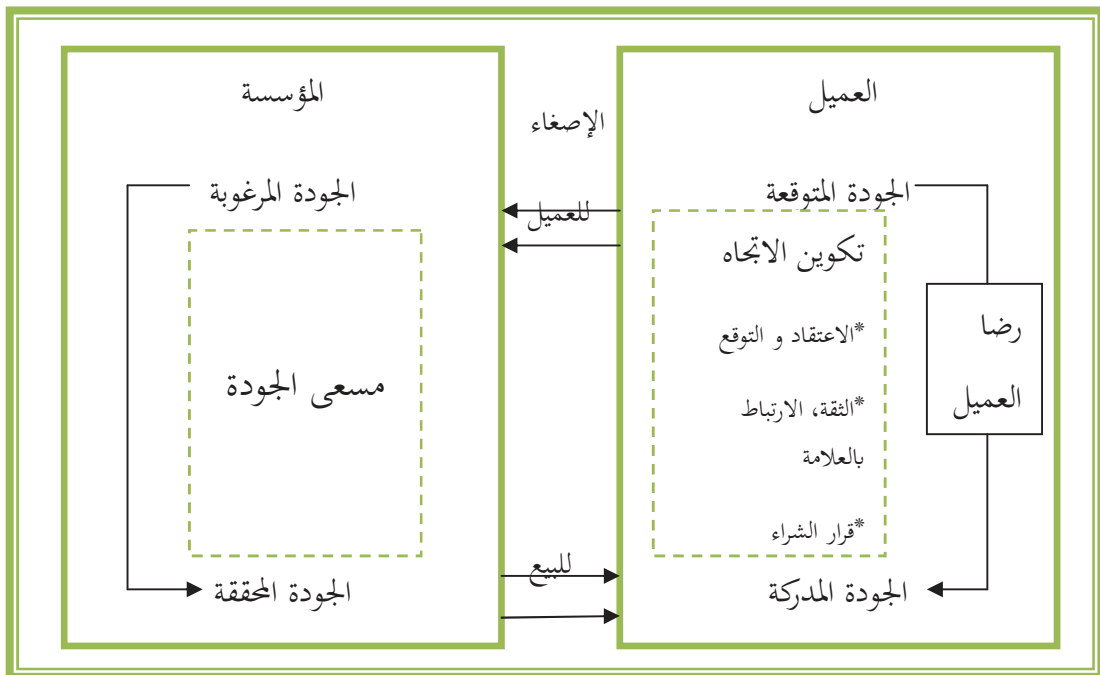 العميل
الجودة المتوقعة
تكوين الاتجاه
*الاعتقاد و التوقع
*الثقة، الارتباط
بالعلامة
*قرار الشراء
الجودة المدركة
رضا
العميل
الإصغاء
للعميل
للبيع
المؤسسة
الجودة المرغوبة
مسعى الجودة
الجودة المحققة